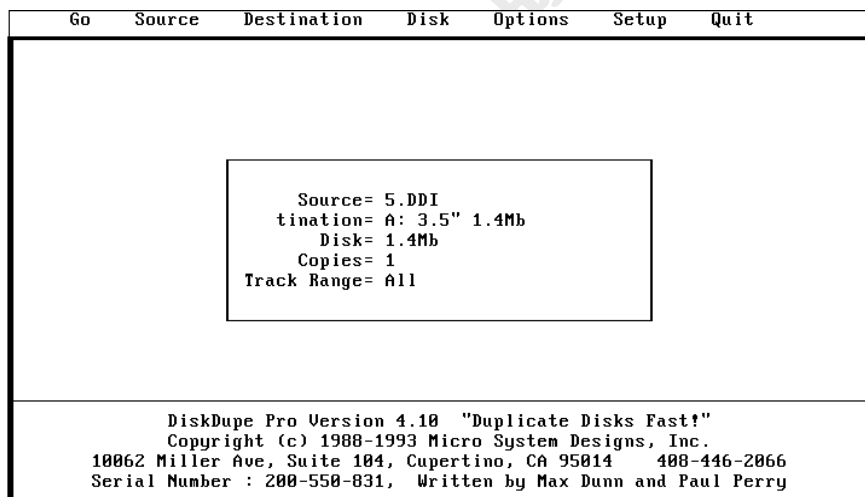 Go Source Destination Disk Options Setup Quit
Source= 5.DDI
tination= A: 3.5" 1.4Mb
Disk= 1.4Mb
Copies= 1
Track Range= All
DiskDupe Pro Version 4.10 "Duplicate Disks Fast!"
Copyright (c) 1988-1993 Micro System Designs, Inc.
10062 Miller Ave, Suite 104, Cupertino, CA 95014 408-446-2066
Serial Number : 200-550-831, Written by Max Dunn and Paul Perry